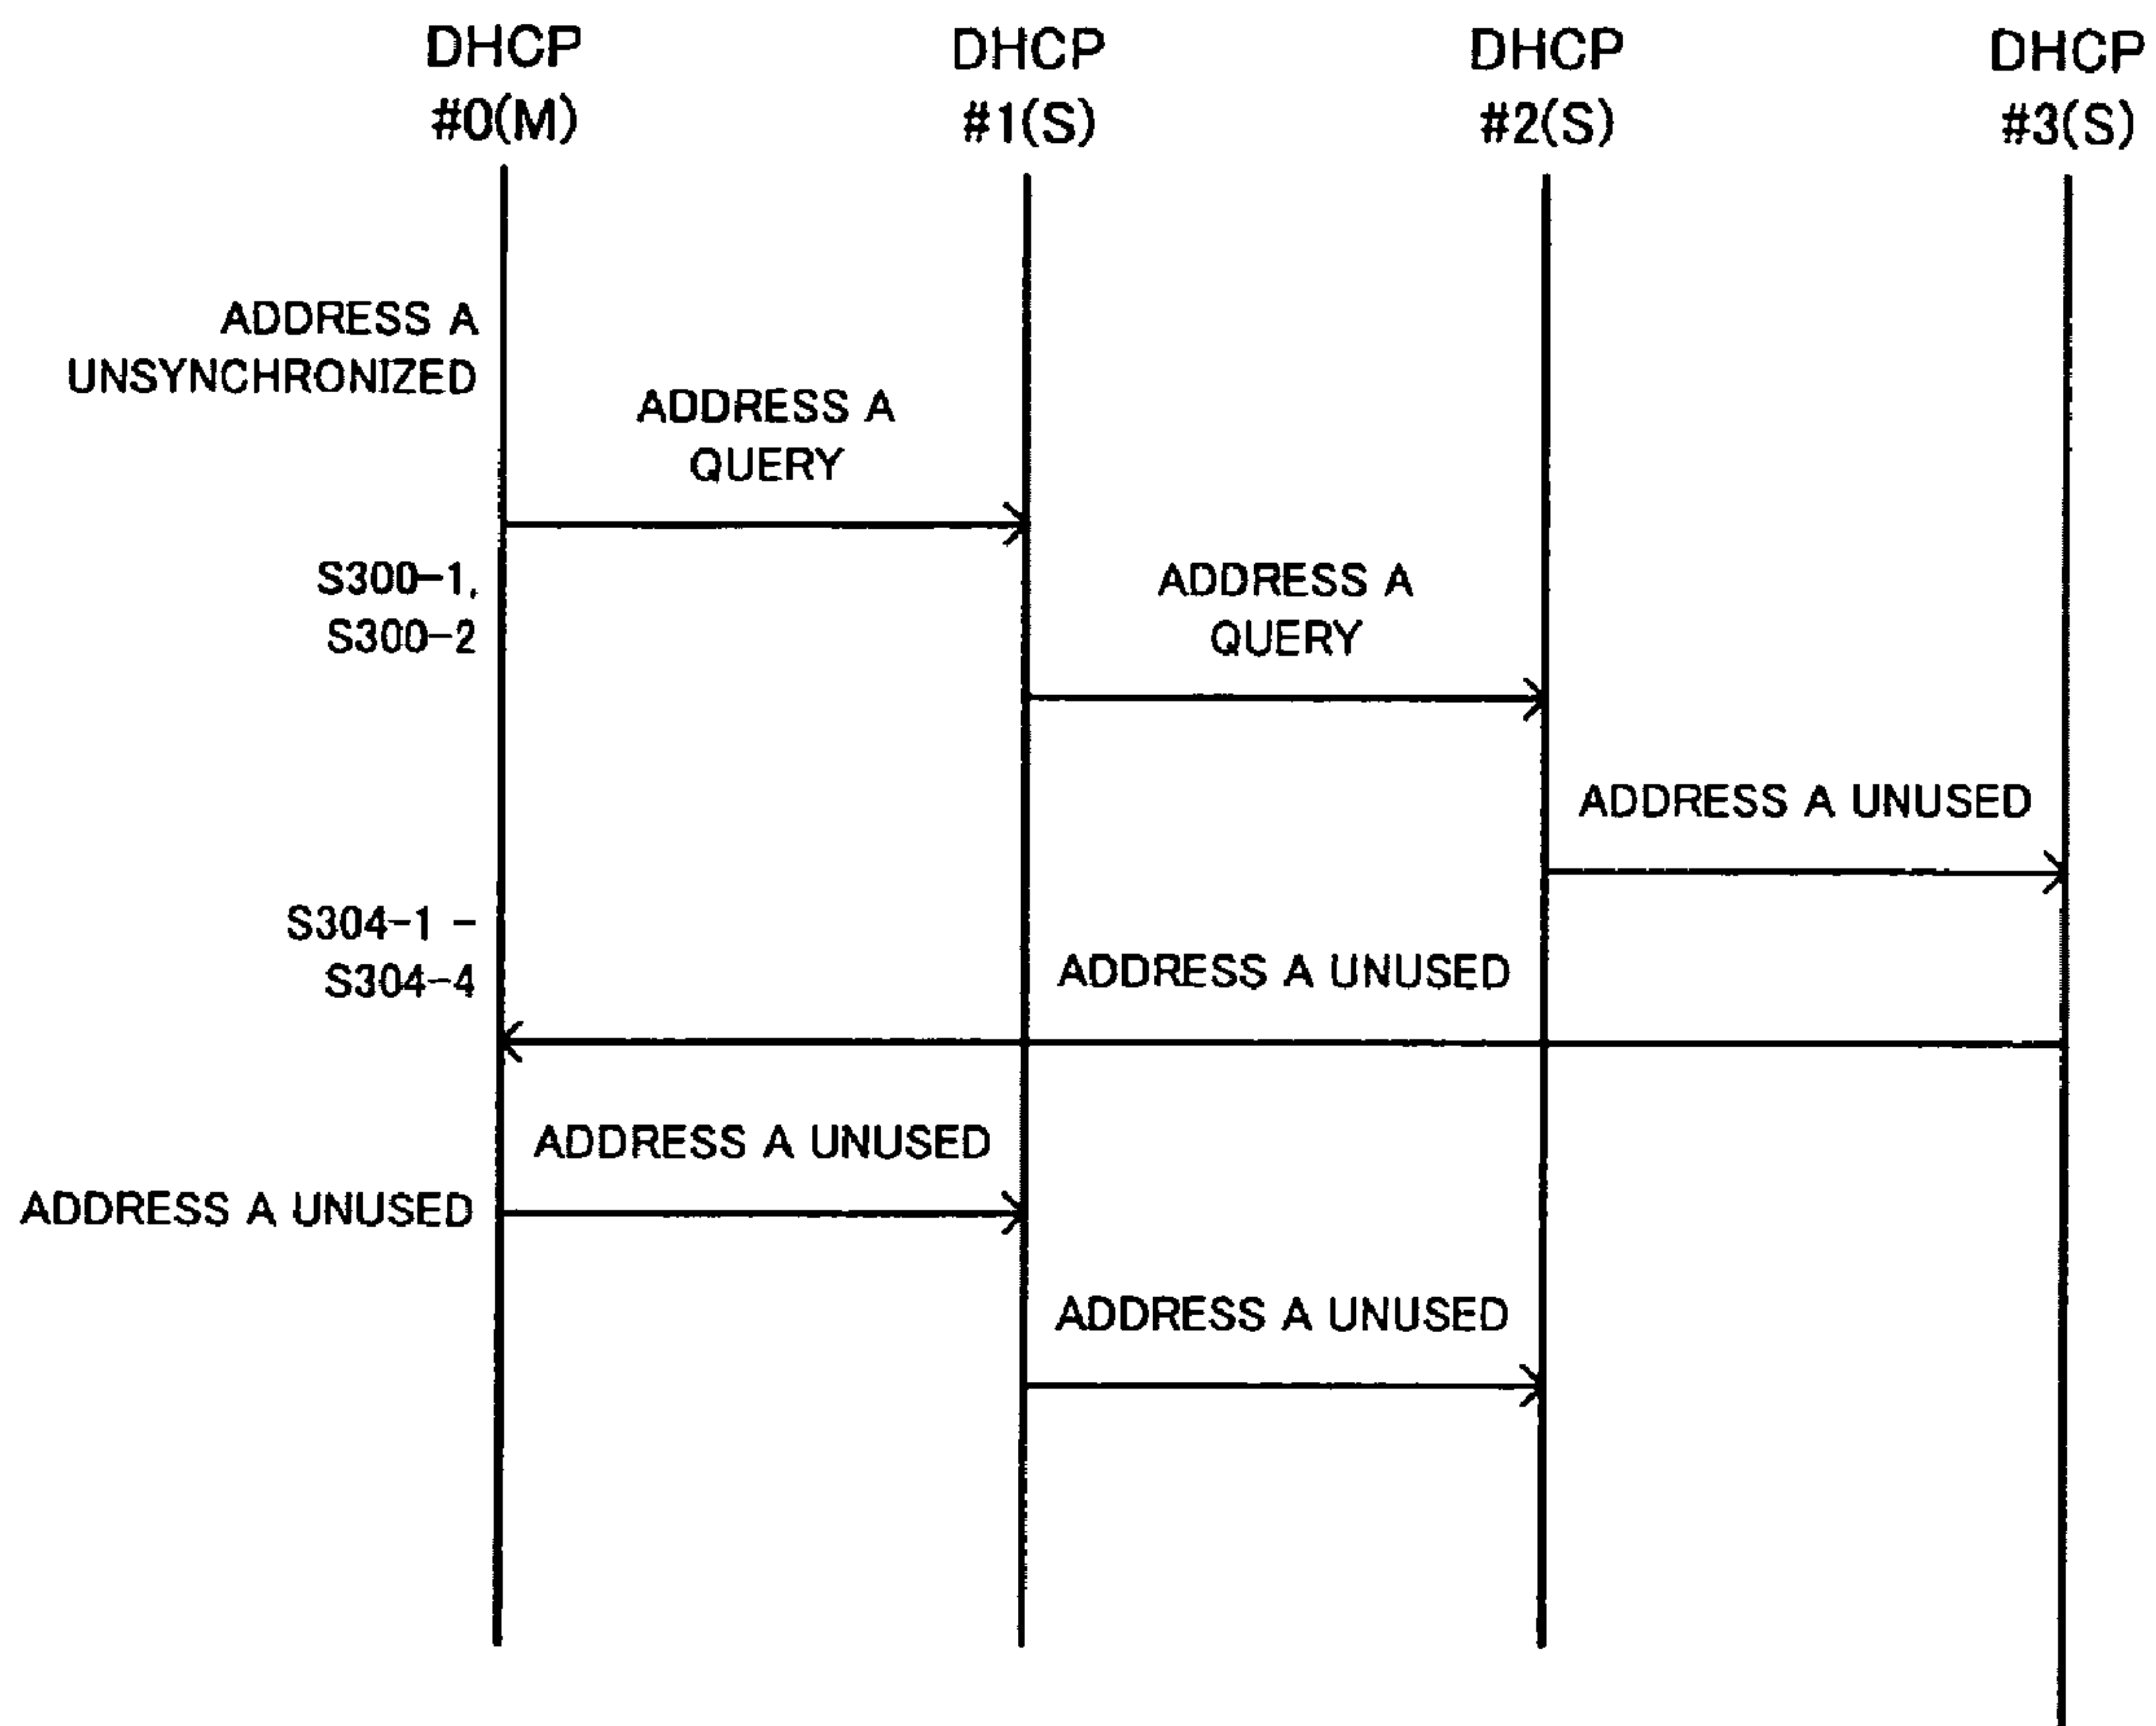 DHCP
#0(M)
DHCP
#1(S)
DHCP
#2(S)
DHCP
#3(S)
ADDRESS A
UNSYNCHRONIZED
ADDRESS A
QUERY
S300-1,
S300-2
ADDRESS A
QUERY
ADDRESS A UNUSED
S304-1 -
S304-4
ADDRESS A UNUSED
ADDRESS A UNUSED
ADDRESS A UNUSED
ADDRESS A UNUSED